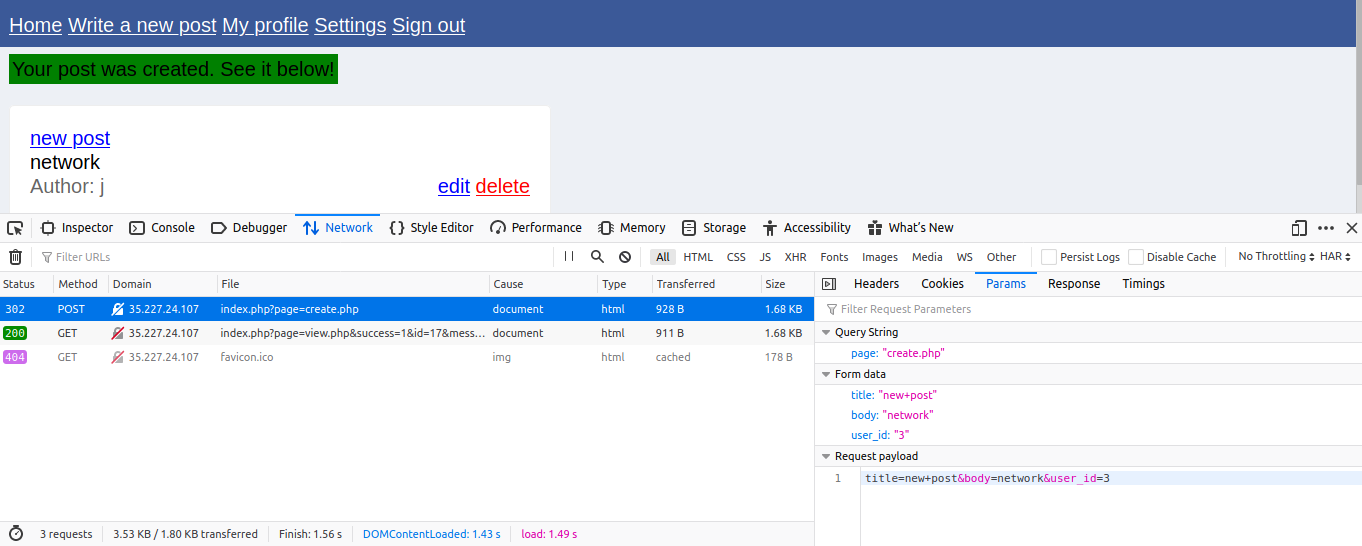 Home Write a new post My profile Settings Sign out
Your post was created. See it below!
new post
network
Author: j edit delete
Inspector Console Debugger Network Style Editor Performance Memory Storage Accessibility What's New
Filter URLs All HTML CSS JS XHR Fonts Images Media WS Other Persist Logs Disable Cache No Throttling HAR
Status Method Domain File Cause Type Transferred Size Headers Cookies Params Response Timings
302 POST 35.227.24.107 index.php?page=create.php document html 928 B 1.68 KB
200 GET 35.227.24.107 index.php?page=view.php&success=1&id=17&mess... document html 911 B 1.68 KB
404 GET 35.227.24.107 favicon.ico img html cached 178 B
Filter Request Parameters
Query String
page: "create.php"
Form data
title: "new+post"
body: "network"
user_id: "3"
Request payload
1 title=new+post&body=network&user_id=3
3 requests 3.53 KB / 1.80 KB transferred Finish: 1.56 s DOMContentLoaded: 1.43 s load: 1.49 s